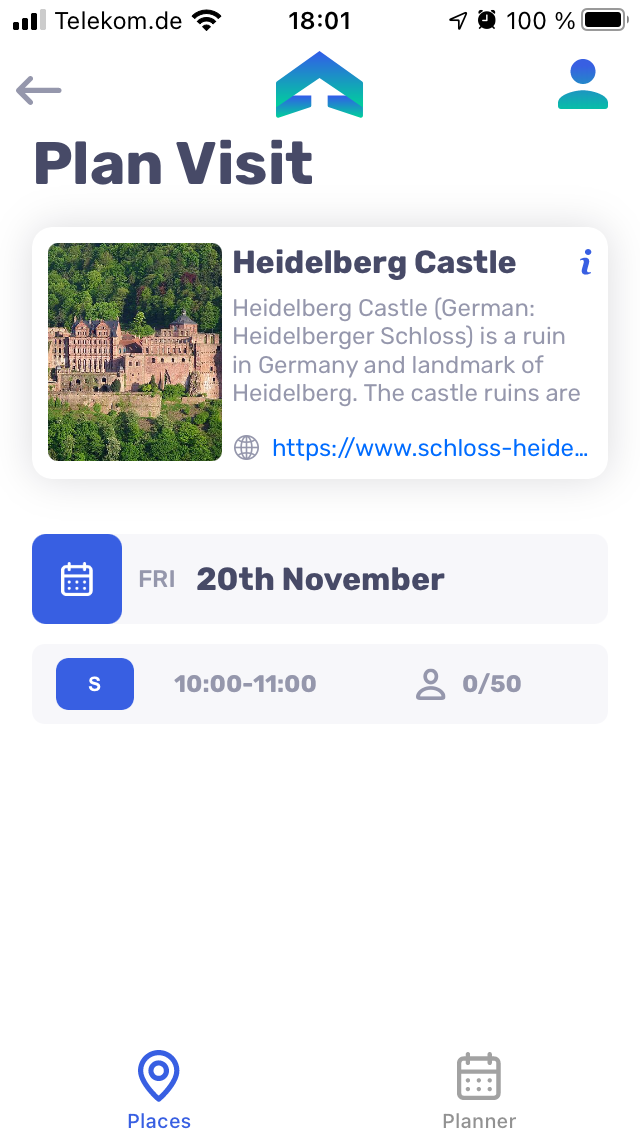 Telekom.de 18:01 100 %
Plan Visit
Heidelberg Castle i
Heidelberg Castle (German:
Heidelberger Schloss) is a ruin
in Germany and landmark of
Heidelberg. The castle ruins are
https://www.schloss-heide...
FRI 20th November
S 10:00-11:00 0/50
Places Planner